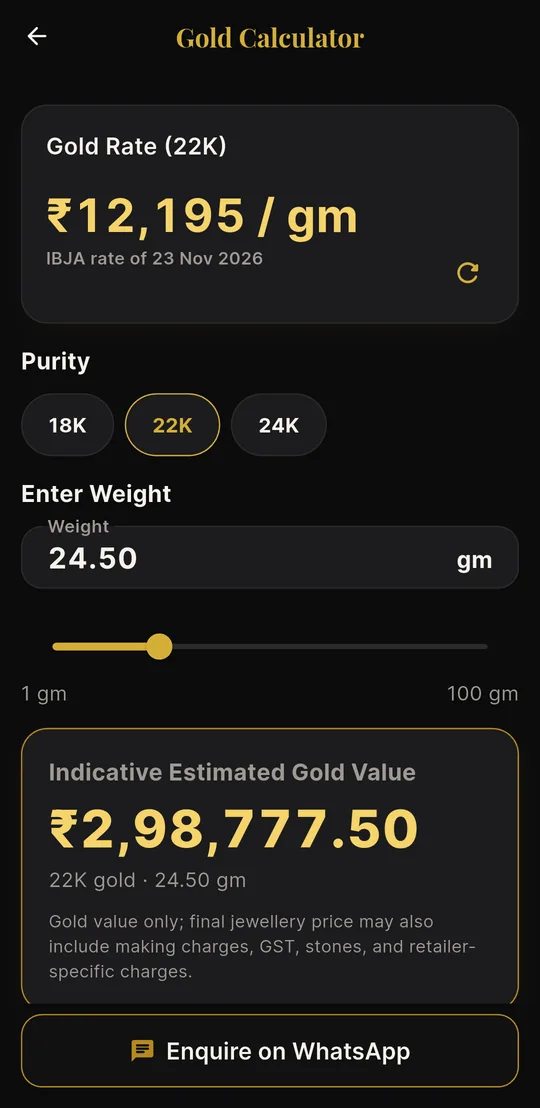 Gold Calculator
Gold Rate (22K)
₹12,195 / gm
IBJA rate of 23 Nov 2026
Purity
18K 22K 24K
Enter Weight
Weight
24.50 gm
1 gm 100 gm
Indicative Estimated Gold Value
₹2,98,777.50
22K gold · 24.50 gm
Gold value only; final jewellery price may also
include making charges, GST, stones, and retailer-
specific charges.
Enquire on WhatsApp